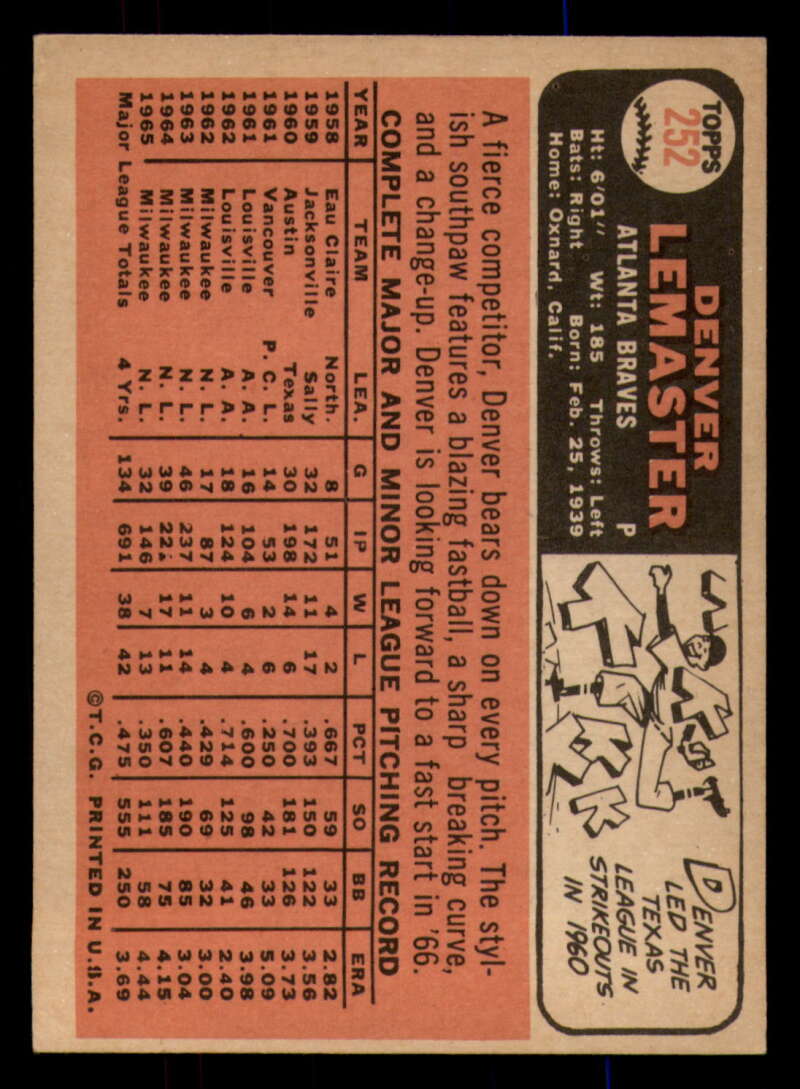 TOPPS
252
DENVER
LEMASTER
ATLANTA BRAVES P
Ht: 6'01" Wt: 185 Throws: Left
Bats: Right Born: Feb. 25, 1939
Home: Oxnard, Calif.
K K K K K
DENVER
LED THE
TEXAS
LEAGUE IN
STRIKEOUTS
IN 1960
A fierce competitor, Denver bears down on every pitch. The styl-
ish southpaw features a blazing fastball, a sharp breaking curve,
and a change-up. Denver is looking forward to a fast start in '66.
COMPLETE MAJOR AND MINOR LEAGUE PITCHING RECORD
YEAR TEAM LEA. G IP W L PCT SO BB ERA
1958 Eau Claire North. 8 51 4 2 .667 59 33 2.82
1959 Jacksonville Sally 32 172 11 17 .393 150 122 3.56
1960 Austin Texas 30 198 14 6 .700 181 126 3.73
1961 Vancouver P. C. L. 14 53 2 6 .250 42 33 5.09
1961 Louisville A. A. 16 104 6 4 .600 98 46 3.98
1962 Louisville A. A. 18 124 10 4 .714 125 41 2.40
1962 Milwaukee N. L. 17 87 3 4 .429 69 32 3.00
1963 Milwaukee N. L. 46 237 11 14 .440 190 85 3.04
1964 Milwaukee N. L. 39 17 11 .607 185 75 4.15
1965 Milwaukee N. L. 32 146 7 13 .350 111 58 4.44
Major League Totals 4 Yrs. 134 691 38 42 .475 555 250 3.69
©T.C.G. PRINTED IN U.S.A.